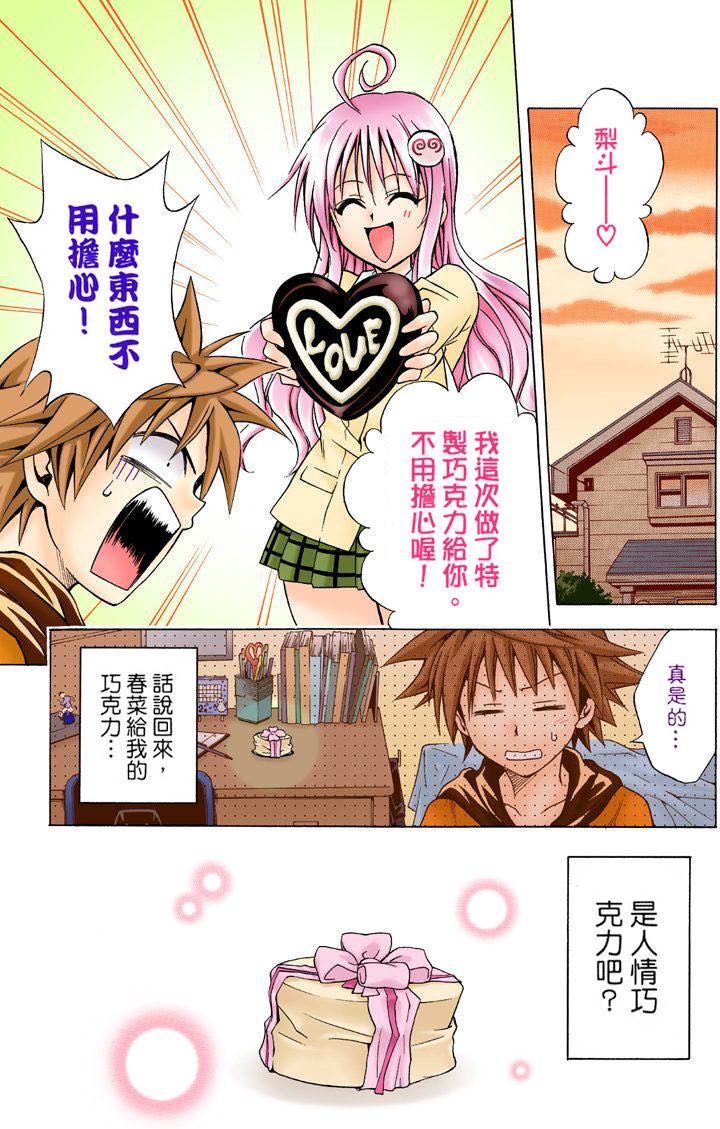 梨斗——♡
我這次做了特
製巧克力給你。
不用擔心喔！
LOVE
什麼東西不
用擔心！
真是的…
話說回來，
春菜給我的
巧克力…
是人情巧
克力吧？